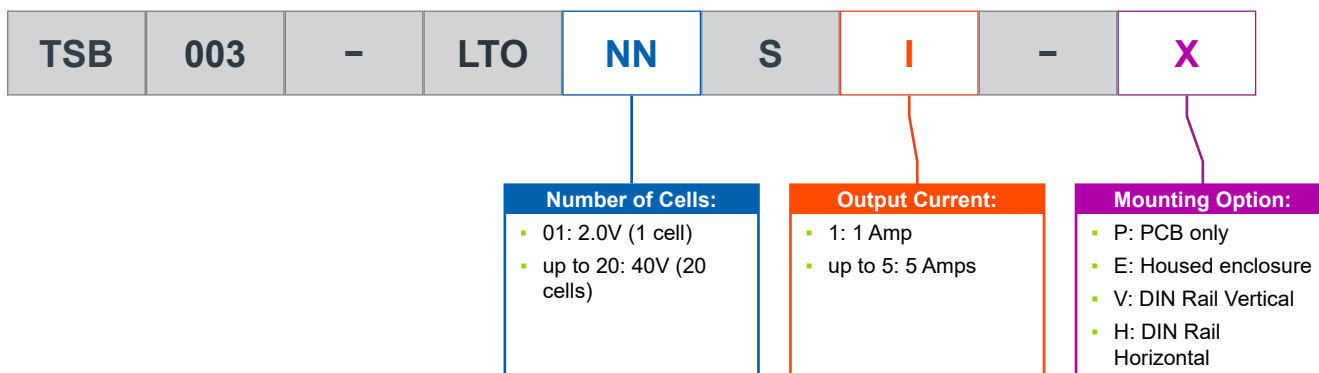 TSB 003 – LTO NN S I – X
Number of Cells:
▪ 01: 2.0V (1 cell)
▪ up to 20: 40V (20
cells)
Output Current:
▪ 1: 1 Amp
▪ up to 5: 5 Amps
Mounting Option:
▪ P: PCB only
▪ E: Housed enclosure
▪ V: DIN Rail Vertical
▪ H: DIN Rail
Horizontal